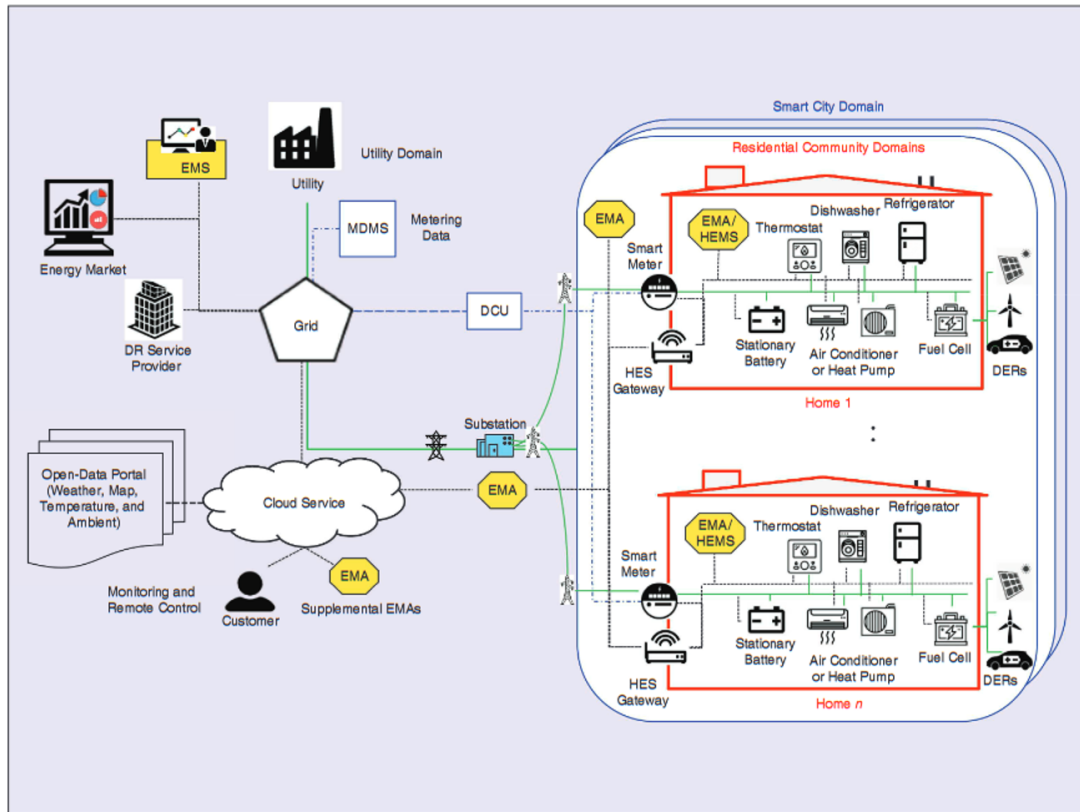 Smart City Domain
Residential Community Domains
EMS
Utility Domain
Utility
Energy Market
MDMS
Metering
Data
DR Service
Provider
Grid
DCU
Substation
Open-Data Portal
(Weather, Map,
Temperature, and
Ambient)
Cloud Service
EMA
Monitoring and
Remote Control
Customer
EMA
Supplemental EMAs
EMA
EMA/
HEMS
Thermostat
Dishwasher
Refrigerator
Smart
Meter
HES
Gateway
Stationary
Battery
Air Conditioner
or Heat Pump
Fuel Cell
DERs
Home 1
EMA/
HEMS
Thermostat
Dishwasher
Refrigerator
Smart
Meter
HES
Gateway
Stationary
Battery
Air Conditioner
or Heat Pump
Fuel Cell
DERs
Home n